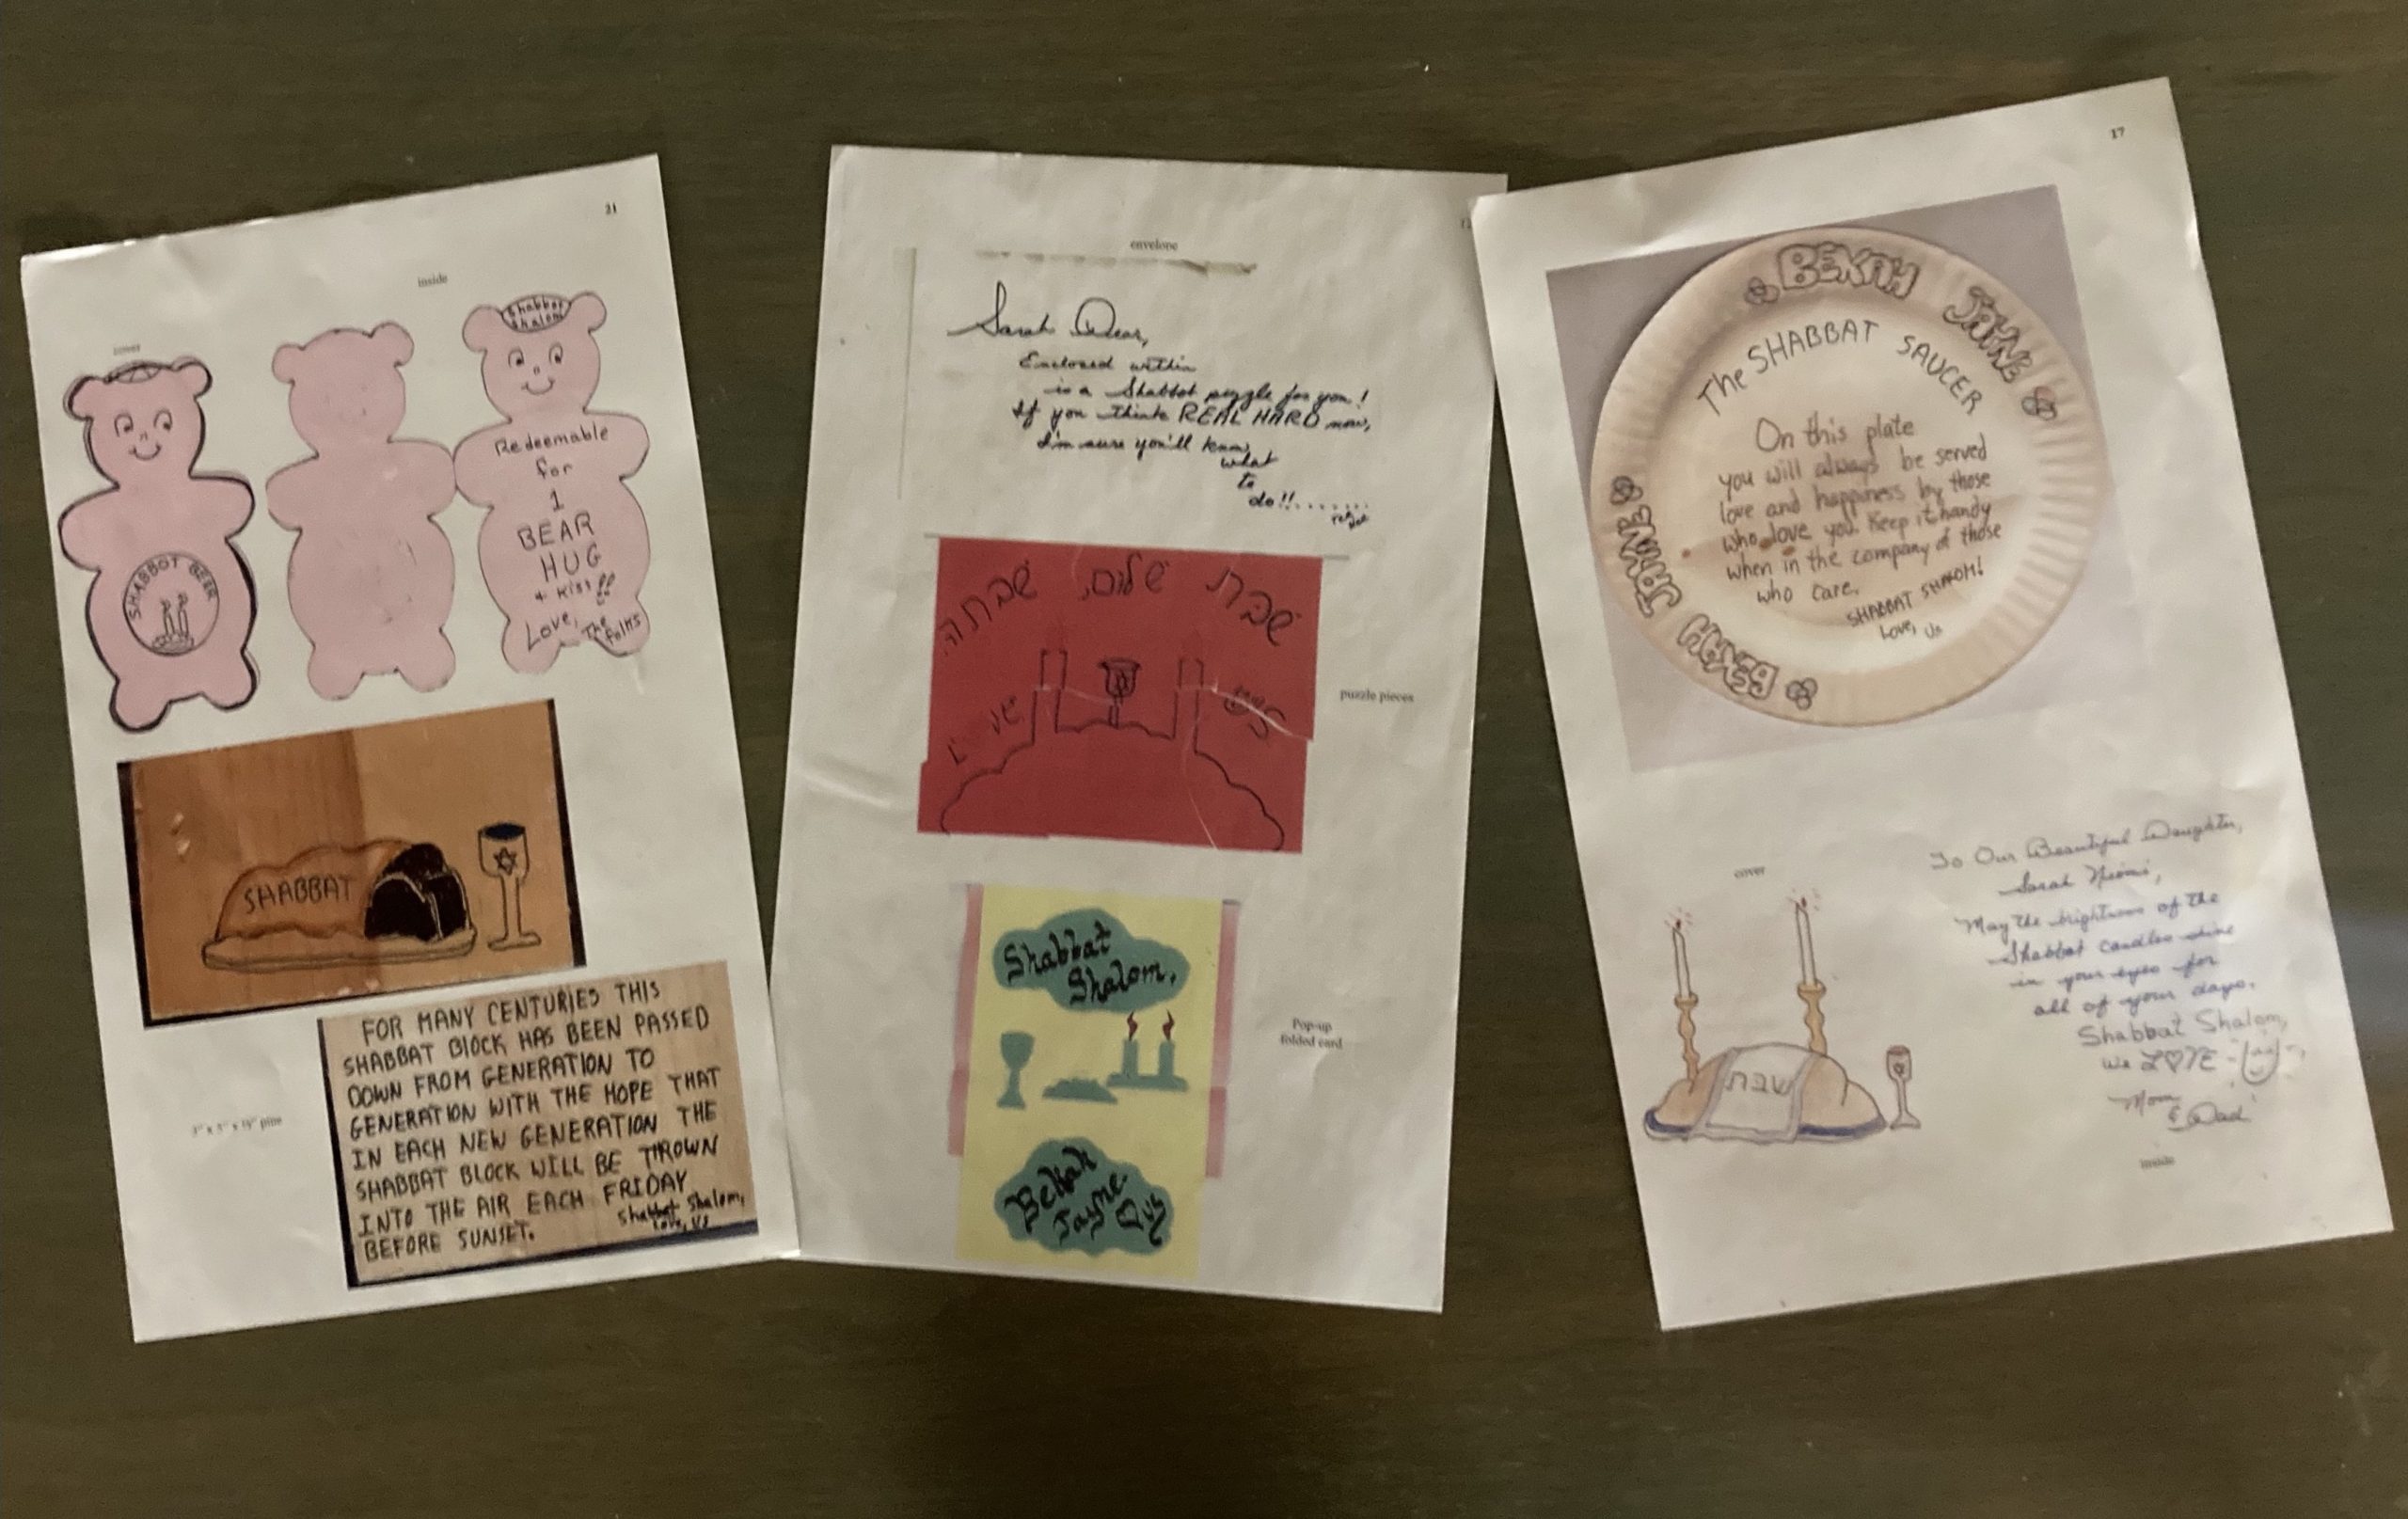 21
inside
cover
SHABBOT BEAR
Shabbot
Shalom
Redeemable
for
1
BEAR
HUG
+ Kiss!!
Love, The
folks
SHABBAT
FOR MANY CENTURIES THIS
SHABBAT BLOCK HAS BEEN PASSED
DOWN FROM GENERATION TO
GENERATION WITH THE HOPE THAT
IN EACH NEW GENERATION THE
SHABBAT BLOCK WILL BE THROWN
INTO THE AIR EACH FRIDAY
BEFORE SUNSET.
Shabbat Shalom,
Love, Us
envelope
Sarah Dear,
Enclosed within
is a Shabbot puzzle for you!
If you think REAL HARD now,
I'm sure you'll know
what
to
do!!........
שבת שלום,
Love
puzzle pieces
Shabbat
Shalom,
Pop-up
folded card
Bekah
Jayne
17
BEKAH JAYNE
BEKAH JAYNE
The SHABBAT SAUCER
On this plate
you will always be served
love and happiness by those
who love you. Keep it handy
when in the company of those
who care.
SHABBAT SHALOM!
Love, Us
cover
שבת
To Our Beautiful Daughter,
Sarah
May the brightness of the
Shabbat candles shine
in your eyes for
all of your days.
Shabbat Shalom,
We L♡VE -U-,
Mom
& Dad
inside